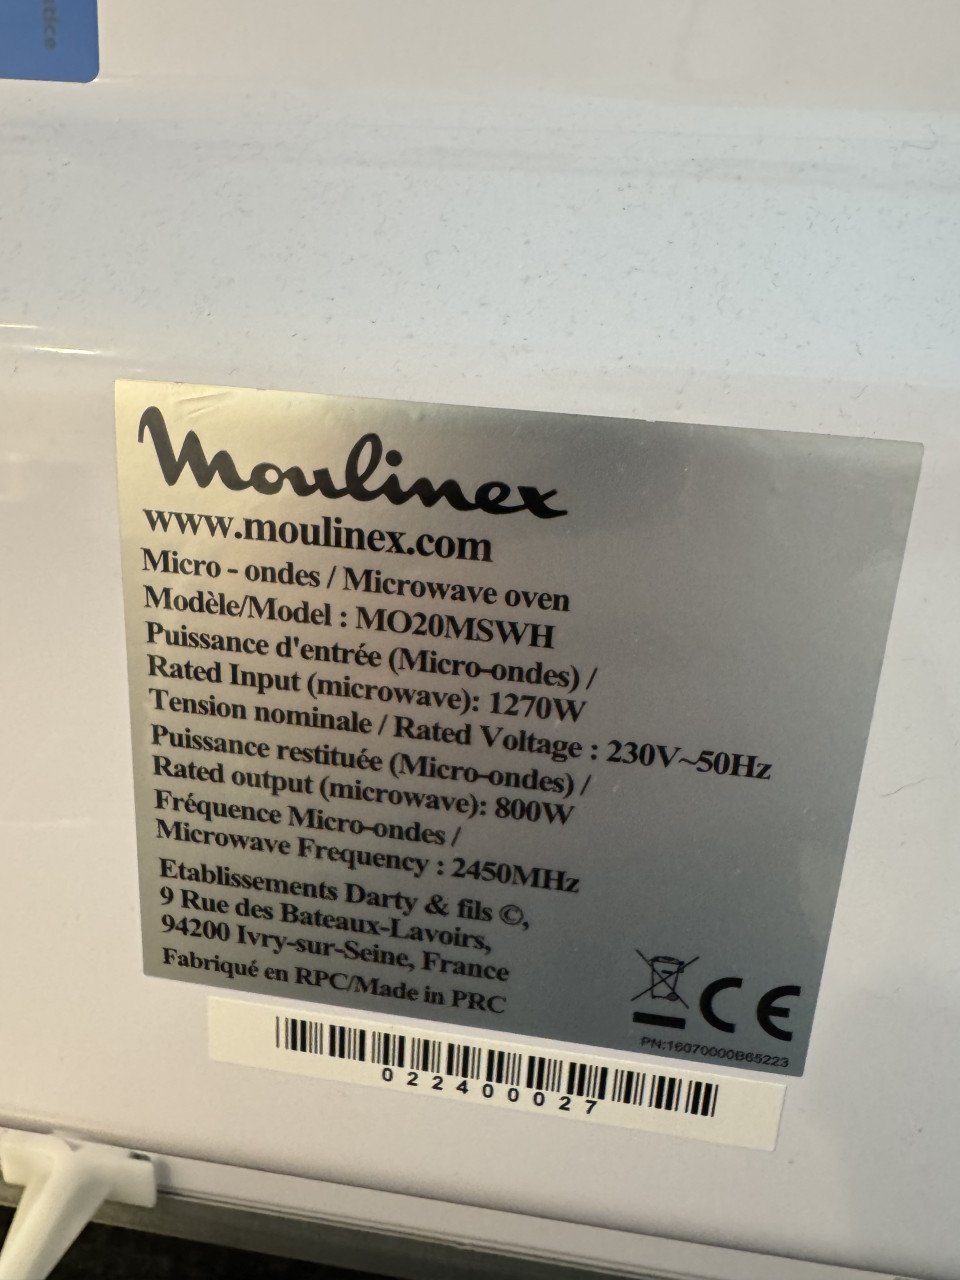 tice
Moulinex
www.moulinex.com
Micro - ondes / Microwave oven
Modèle/Model : MO20MSWH
Puissance d'entrée (Micro-ondes) /
Rated Input (microwave): 1270W
Tension nominale / Rated Voltage : 230V~50Hz
Puissance restituée (Micro-ondes) /
Rated output (microwave): 800W
Fréquence Micro-ondes /
Microwave Frequency : 2450MHz
Etablissements Darty & fils ©,
9 Rue des Bateaux-Lavoirs,
94200 Ivry-sur-Seine, France
Fabriqué en RPC/Made in PRC
CE
PN:16070000B65223
022400027